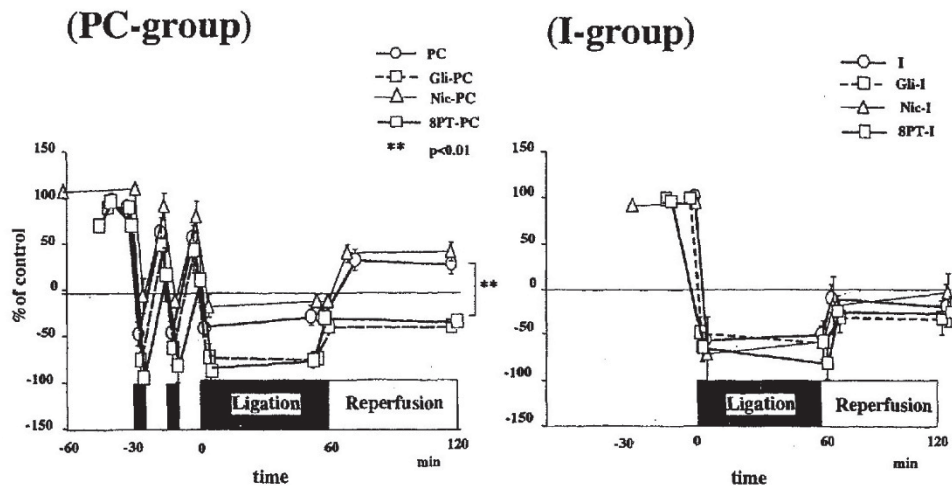 (PC-group)
PC
Gli-PC
Nic-PC
8PT-PC
** p<0.01
% of control
150
100
50
0
-50
-100
-150
**
Ligation
Reperfusion
-60
-30
0
60
120
time
min
(I-group)
I
Gli-I
Nic-I
8PT-I
150
100
50
0
-50
-100
-150
Ligation
Reperfusion
-30
0
60
120
time
min